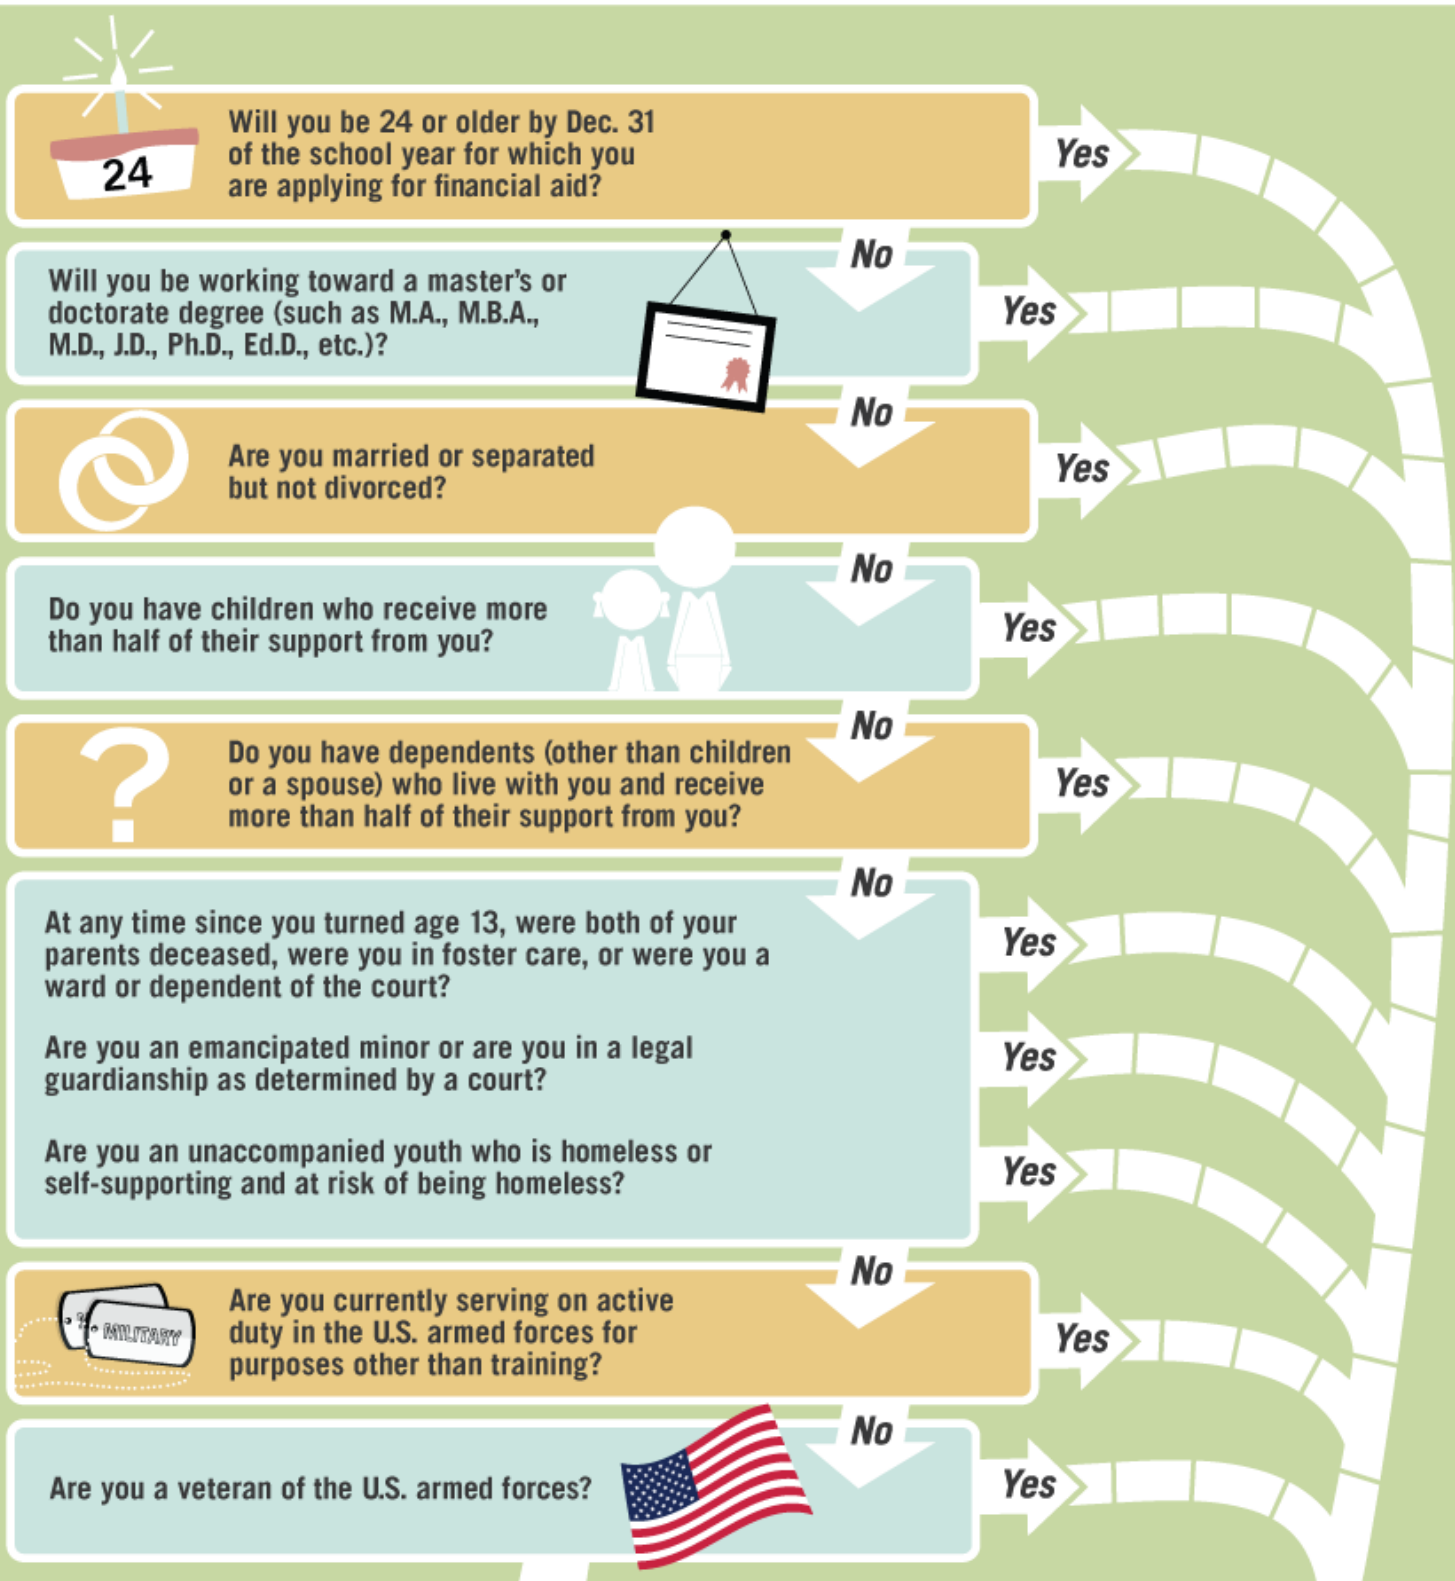 24
Will you be 24 or older by Dec. 31
of the school year for which you
are applying for financial aid?
Yes
No
Will you be working toward a master's or
doctorate degree (such as M.A., M.B.A.,
M.D., J.D., Ph.D., Ed.D., etc.)?
Yes
No
Are you married or separated
but not divorced?
Yes
No
Do you have children who receive more
than half of their support from you?
Yes
No
?
Do you have dependents (other than children
or a spouse) who live with you and receive
more than half of their support from you?
Yes
No
At any time since you turned age 13, were both of your
parents deceased, were you in foster care, or were you a
ward or dependent of the court?
Yes
Are you an emancipated minor or are you in a legal
guardianship as determined by a court?
Yes
Are you an unaccompanied youth who is homeless or
self-supporting and at risk of being homeless?
Yes
No
MILITARY
Are you currently serving on active
duty in the U.S. armed forces for
purposes other than training?
Yes
No
Are you a veteran of the U.S. armed forces?
Yes